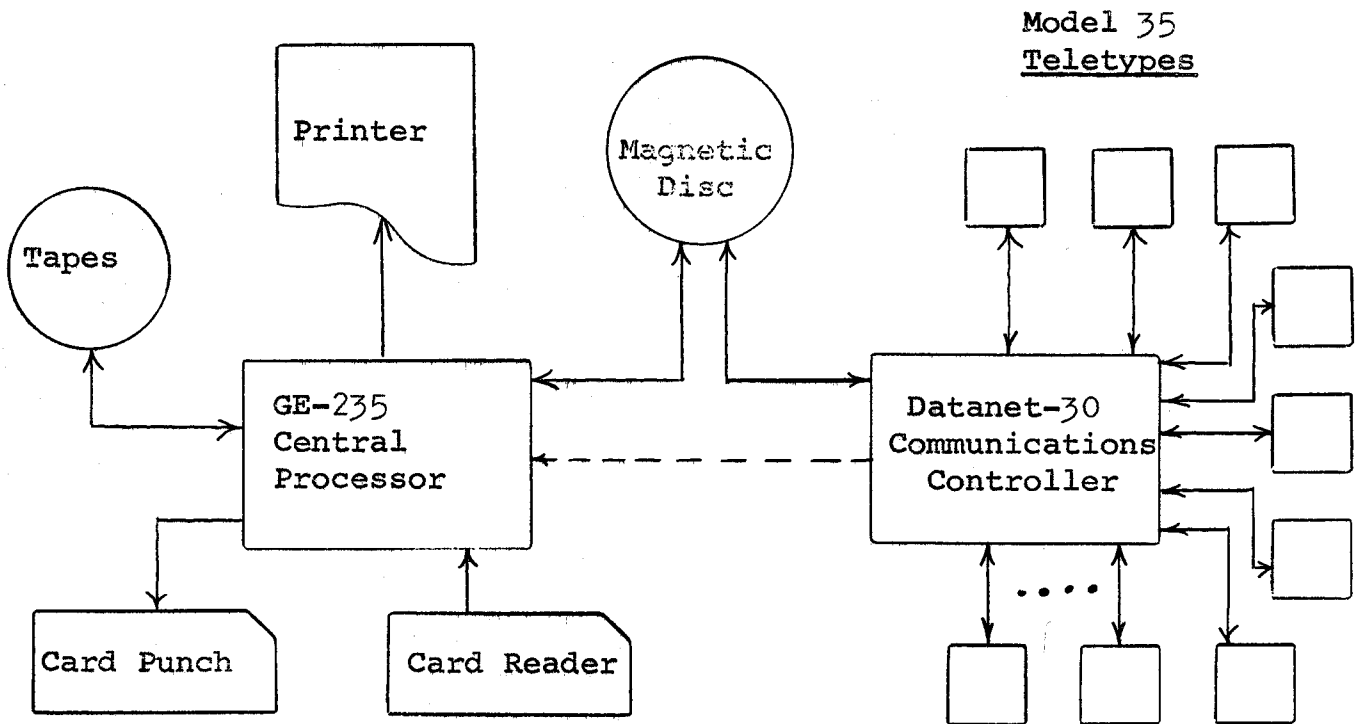 Model 35
Teletypes
Printer
Magnetic
Disc
Tapes
GE-235
Central
Processor
Datanet-30
Communications
Controller
Card Punch
Card Reader